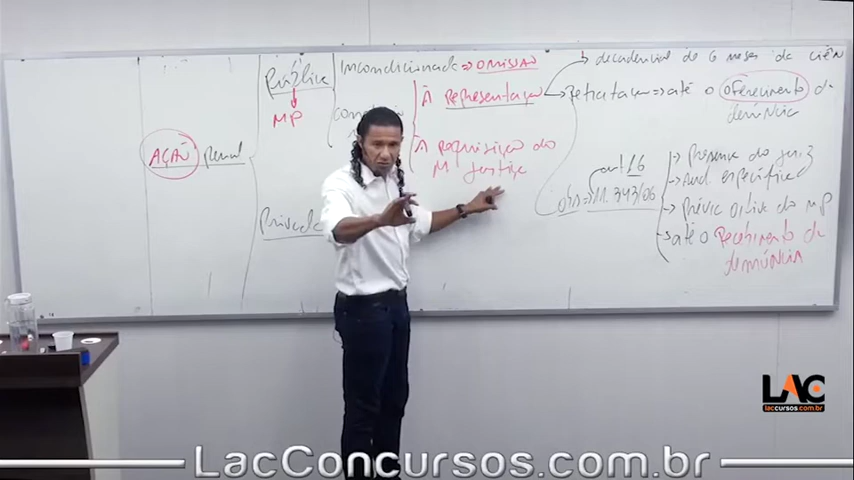 AÇÃO Penal
Pública
MP
Privada
Incondicionada => OMISSÃO
À Representação
À requisição do
M Justiça
decadencial de 6 meses da ciên
retratação => até o oferecimento da
denúncia
obs => 11.343/06
art. 16
presença do juiz
aud. específica
prévia oitiva do MP
até o Recebimento da
denúncia
LAC
laccursos.com.br
LacConcursos.com.br